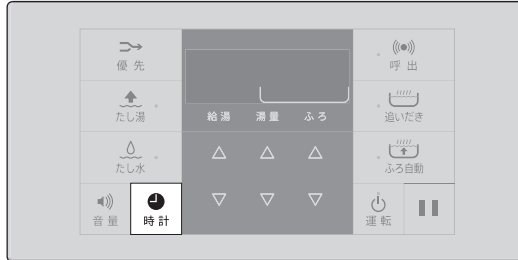 優先
呼出
たし湯
給湯 湯量 ふろ
追いだき
たし水
ふろ自動
音量
時計
運転